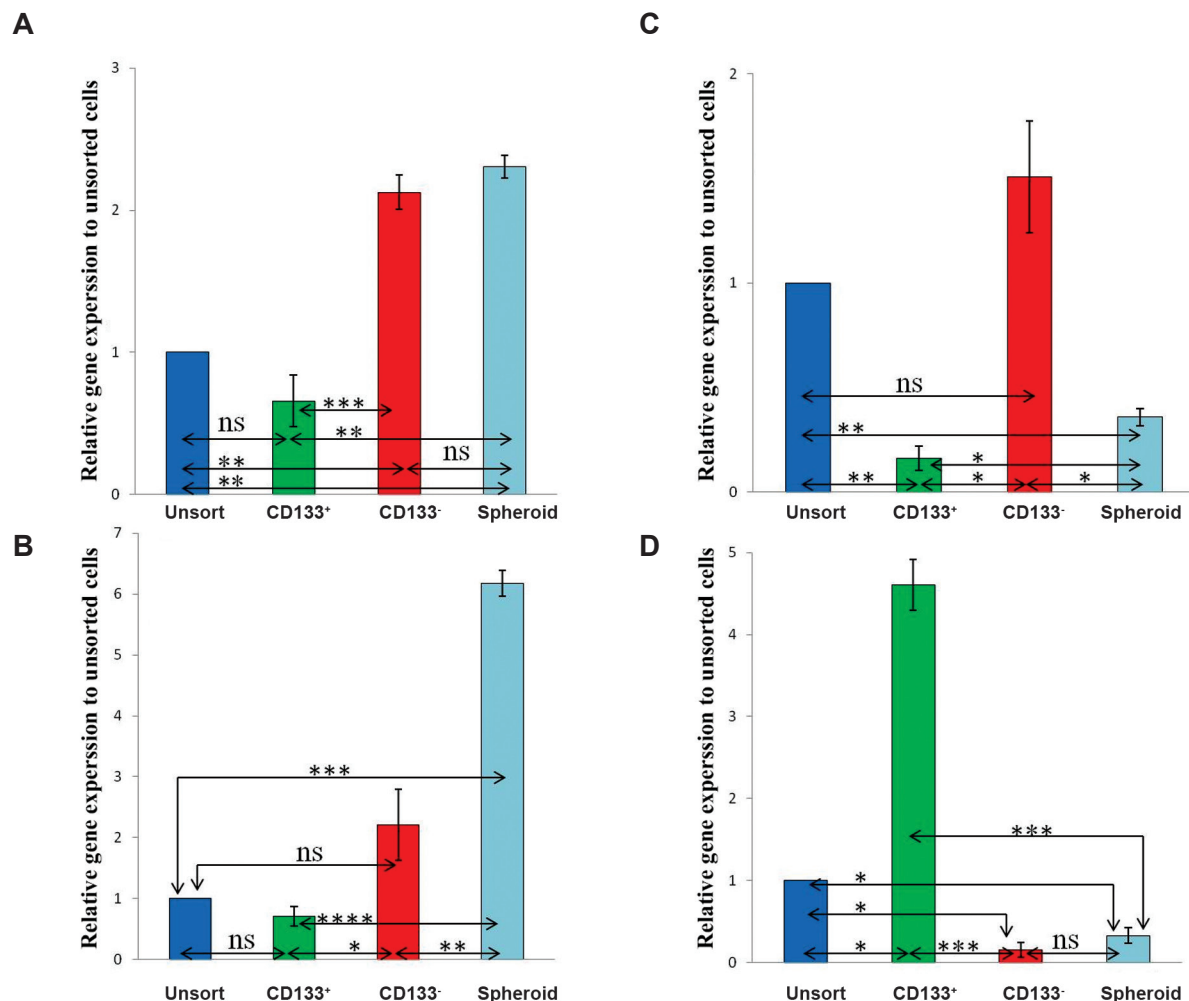 A
Relative gene experssion to unsorted cells
3
2
1
0
***
ns
**
**
ns
**
Unsort CD133⁺ CD133⁻ Spheroid
B
Relative gene experssion to unsorted cells
7
6
5
4
3
2
1
0
***
ns
****
ns
*
**
Unsort CD133⁺ CD133⁻ Spheroid
C
Relative gene experssion to unsorted cells
2
1
0
ns
**
*
**
*
*
Unsort CD133⁺ CD133⁻ Spheroid
D
Relative gene experssion to unsorted cells
5
4
3
2
1
0
***
*
*
*
***
ns
Unsort CD133⁺ CD133⁻ Spheroid